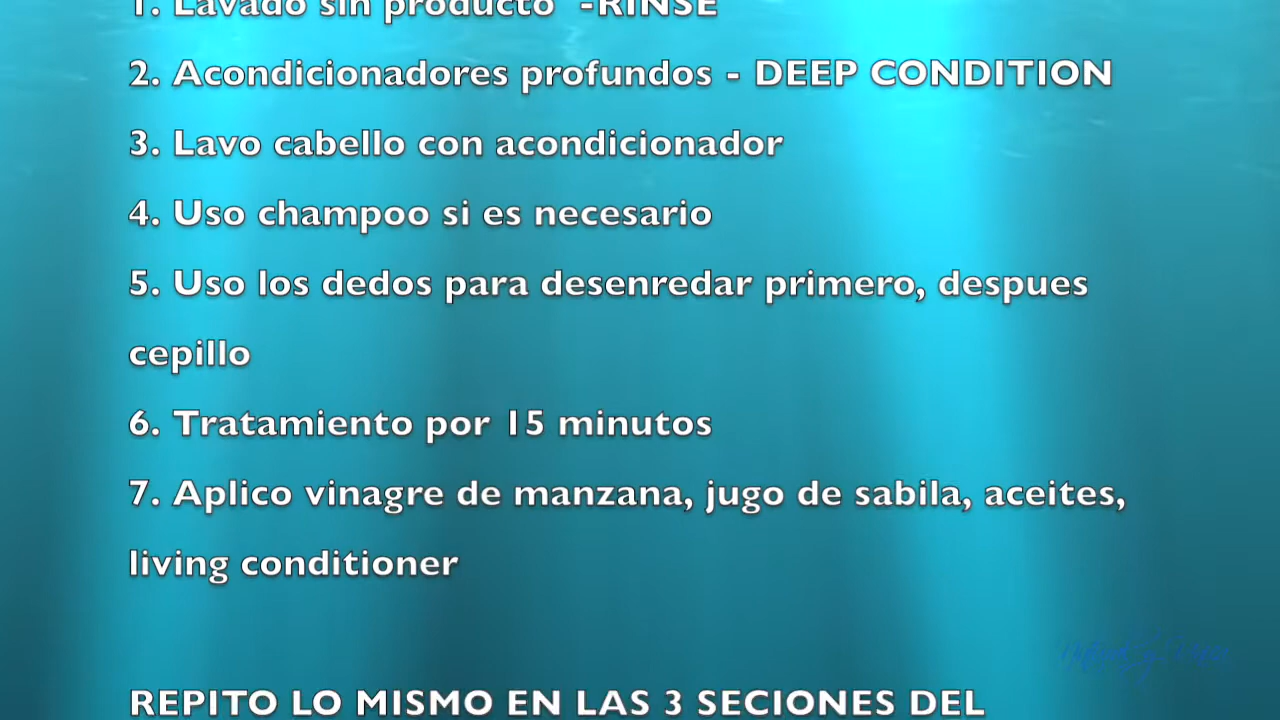 1. Lavado sin producto -RINSE
2. Acondicionadores profundos - DEEP CONDITION
3. Lavo cabello con acondicionador
4. Uso champoo si es necesario
5. Uso los dedos para desenredar primero, despues
cepillo
6. Tratamiento por 15 minutos
7. Aplico vinagre de manzana, jugo de sabila, aceites,
living conditioner
REPITO LO MISMO EN LAS 3 SECIONES DEL